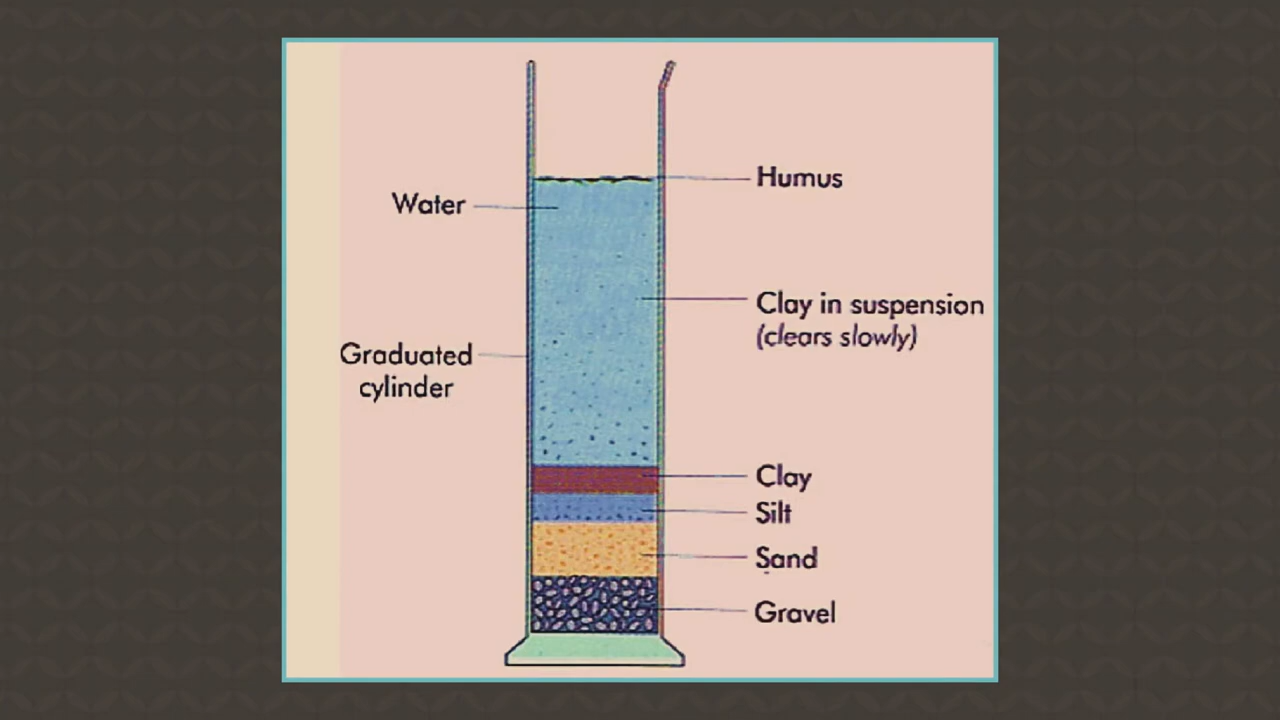 Humus
Water
Clay in suspension
(clears slowly)
Graduated
cylinder
Clay
Silt
Sand
Gravel